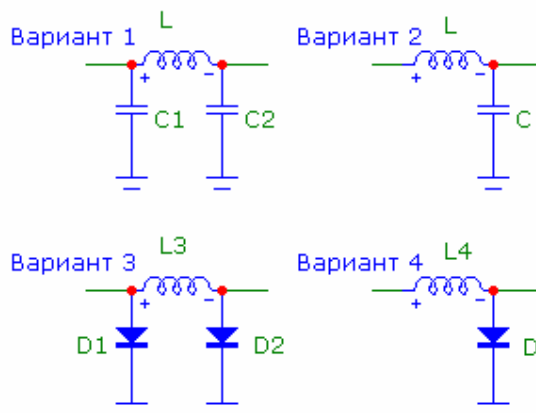 L
Вариант 1
+ -
C1
C2
L
Вариант 2
+ -
C
L3
Вариант 3
+ -
D1
D2
L4
Вариант 4
+ -
D